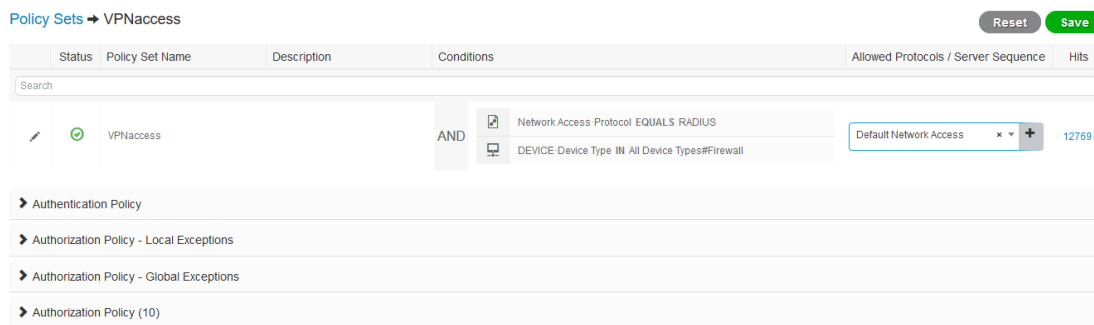 Policy Sets → VPNaccess
Reset Save
Status Policy Set Name Description Conditions Allowed Protocols / Server Sequence Hits
Search
VPNaccess
AND
Network Access·Protocol EQUALS RADIUS
DEVICE·Device Type IN All Device Types#Firewall
Default Network Access × +
12769
Authentication Policy
Authorization Policy - Local Exceptions
Authorization Policy - Global Exceptions
Authorization Policy (10)